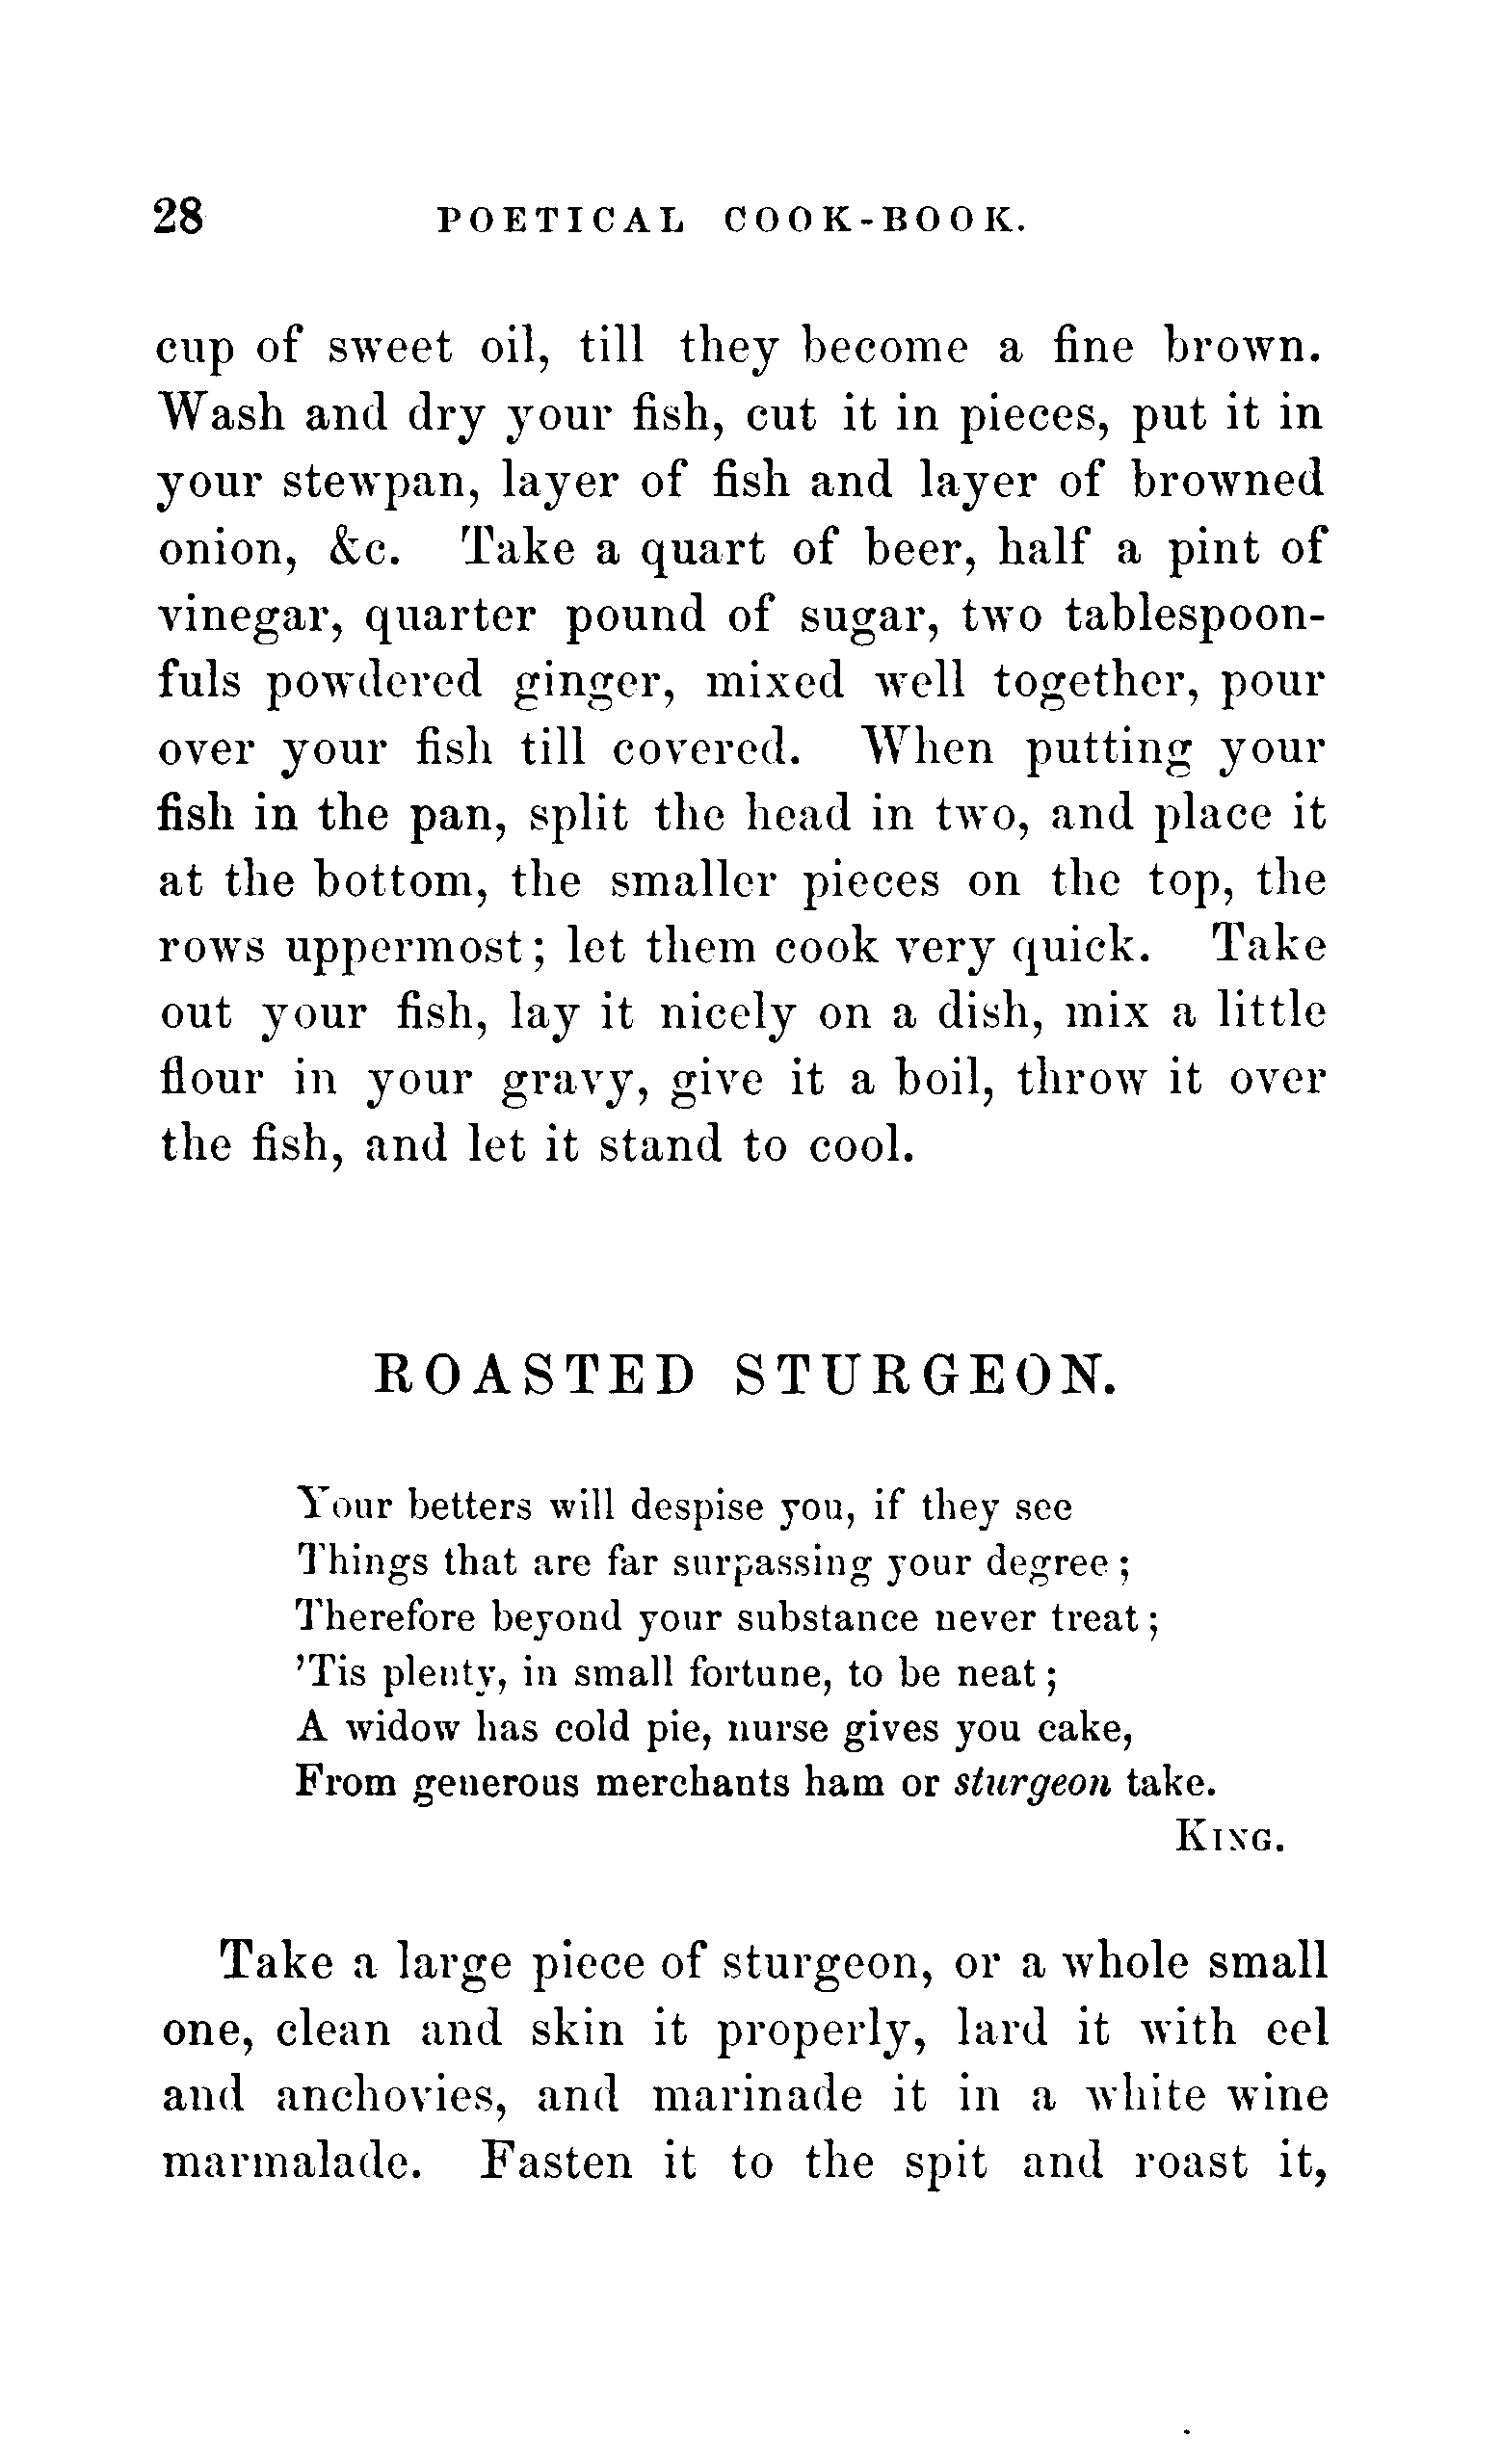 28 POETICAL COOK-BOOK.
cup of sweet oil, till they become a fine brown.
Wash and dry your fish, cut it in pieces, put it in
your stewpan, layer of fish and layer of browned
onion, &c. Take a quart of beer, half a pint of
vinegar, quarter pound of sugar, two tablespoon-
fuls powdered ginger, mixed well together, pour
over your fish till covered. When putting your
fish in the pan, split the head in two, and place it
at the bottom, the smaller pieces on the top, the
rows uppermost; let them cook very quick. Take
out your fish, lay it nicely on a dish, mix a little
flour in your gravy, give it a boil, throw it over
the fish, and let it stand to cool.
ROASTED STURGEON.
Your betters will despise you, if they see
Things that are far surpassing your degree;
Therefore beyond your substance never treat;
'Tis plenty, in small fortune, to be neat;
A widow has cold pie, nurse gives you cake,
From generous merchants ham or sturgeon take.
KING.
Take a large piece of sturgeon, or a whole small
one, clean and skin it properly, lard it with eel
and anchovies, and marinade it in a white wine
marmalade. Fasten it to the spit and roast it,